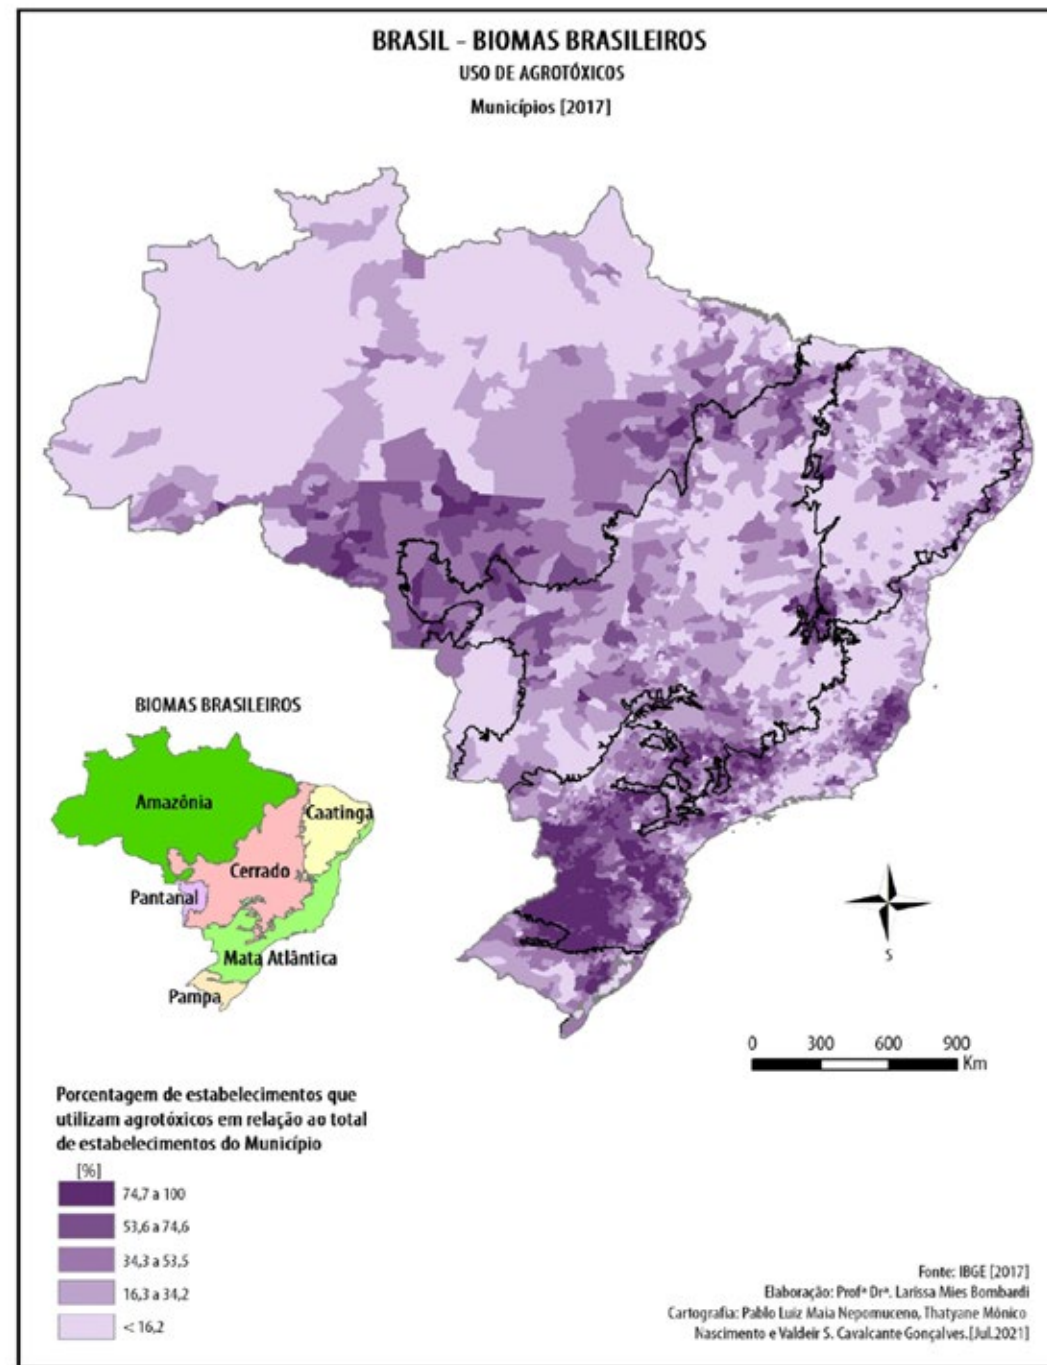 BRASIL - BIOMAS BRASILEIROS
USO DE AGROTÓXICOS
Municípios [2017]
BIOMAS BRASILEIROS
Amazônia
Caatinga
Cerrado
Pantanal
Mata Atlântica
Pampa
S
0 300 600 900
Km
Porcentagem de estabelecimentos que
utilizam agrotóxicos em relação ao total
de estabelecimentos do Município
[%]
74,7 a 100
53,6 a 74,6
34,3 a 53,5
16,3 a 34,2
< 16,2
Fonte: IBGE [2017]
Elaboração: Profª Drª. Larissa Mies Bombardi
Cartografia: Pablo Luiz Maia Nepomuceno, Thatyane Mônico
Nascimento e Valdeir S. Cavalcante Gonçalves.[Jul.2021]